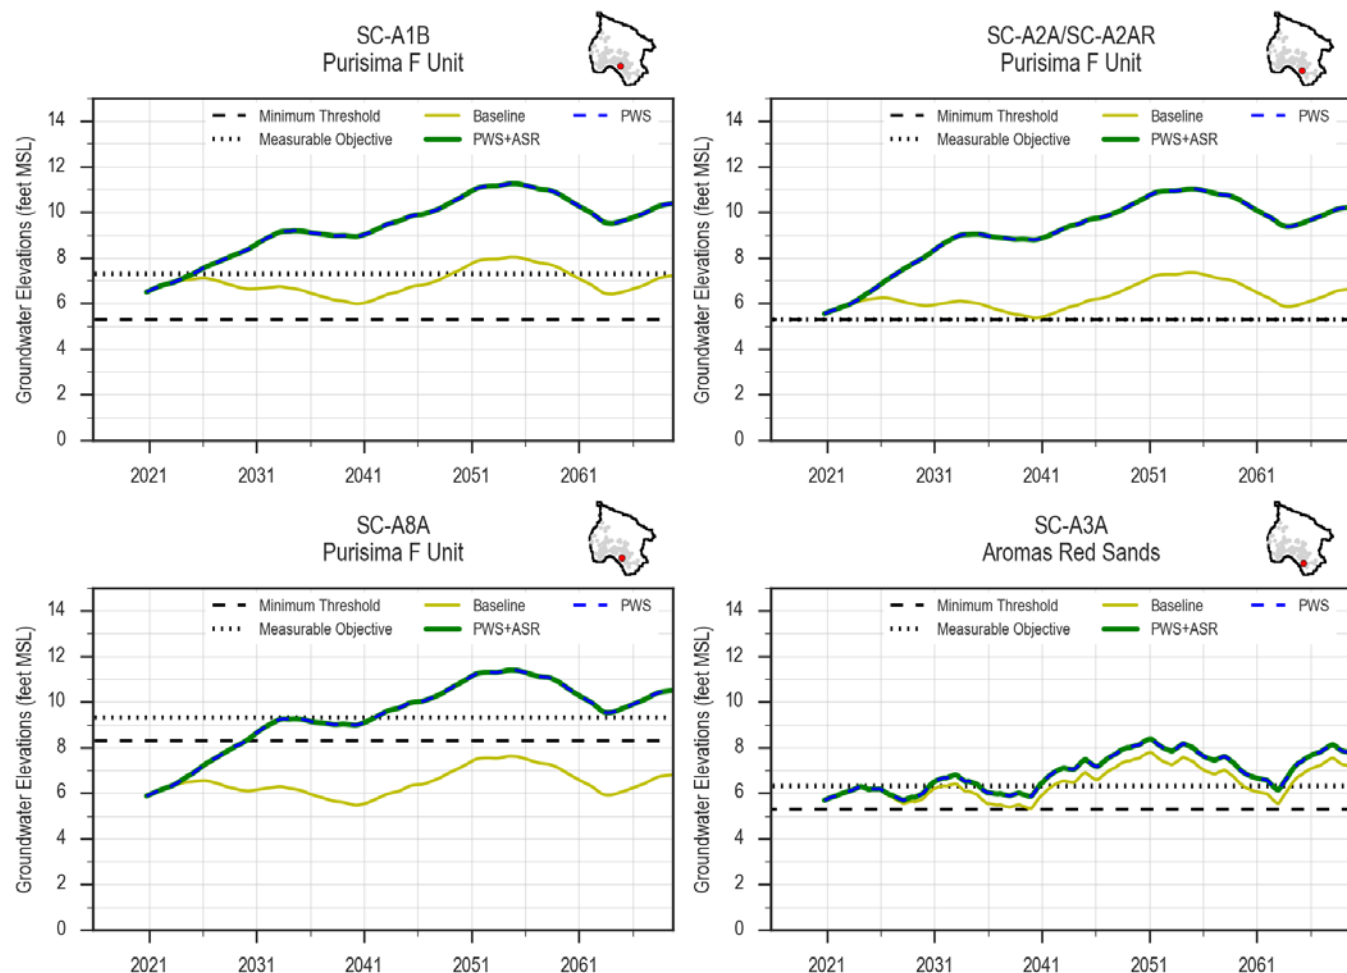 SC-A1B
Purisima F Unit
Groundwater Elevations (feet MSL)
Minimum Threshold
Baseline
PWS
Measurable Objective
PWS+ASR
14
12
10
8
6
4
2
0
2021 2031 2041 2051 2061
SC-A2A/SC-A2AR
Purisima F Unit
Groundwater Elevations (feet MSL)
Minimum Threshold
Baseline
PWS
Measurable Objective
PWS+ASR
14
12
10
8
6
4
2
0
2021 2031 2041 2051 2061
SC-A8A
Purisima F Unit
Groundwater Elevations (feet MSL)
Minimum Threshold
Baseline
PWS
Measurable Objective
PWS+ASR
14
12
10
8
6
4
2
0
2021 2031 2041 2051 2061
SC-A3A
Aromas Red Sands
Groundwater Elevations (feet MSL)
Minimum Threshold
Baseline
PWS
Measurable Objective
PWS+ASR
14
12
10
8
6
4
2
0
2021 2031 2041 2051 2061